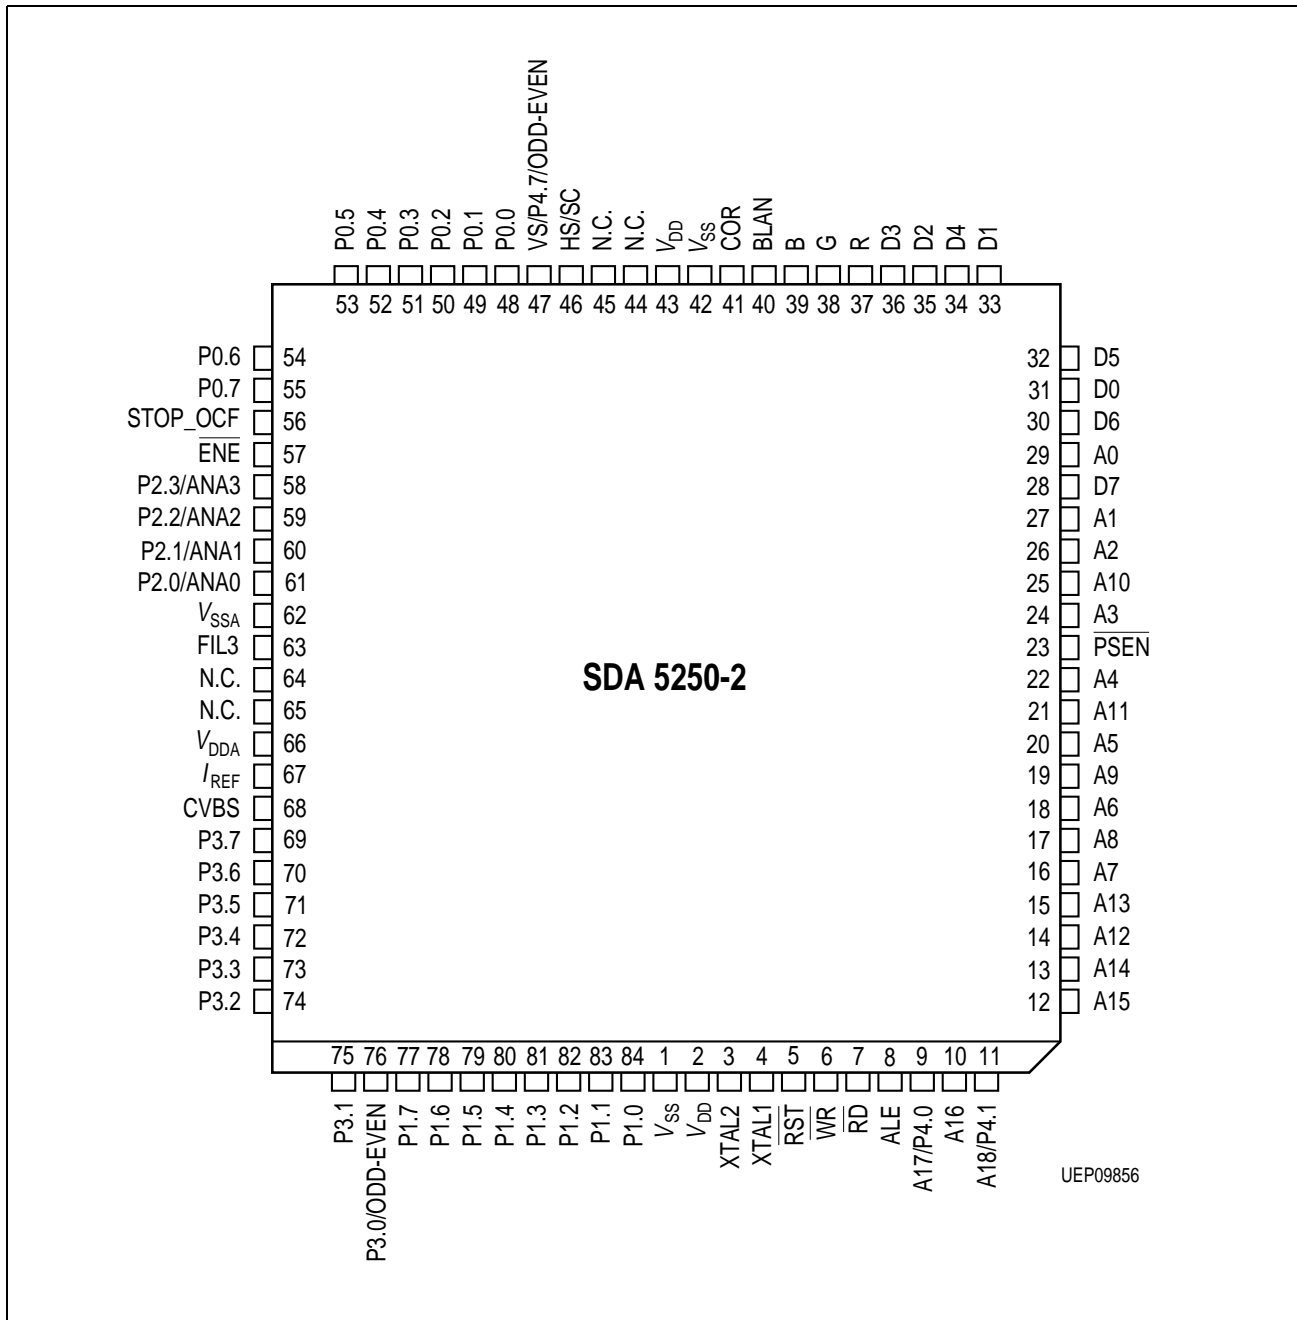 P0.5 P0.4 P0.3 P0.2 P0.1 P0.0 VS/P4.7/ODD-EVEN HS/SC N.C. N.C. VDD VSS COR BLAN B G R D3 D2 D4 D1
53 52 51 50 49 48 47 46 45 44 43 42 41 40 39 38 37 36 35 34 33
P0.6 54 32 D5
P0.7 55 31 D0
STOP_OCF 56 30 D6
E̅N̅E̅ 57 29 A0
P2.3/ANA3 58 28 D7
P2.2/ANA2 59 27 A1
P2.1/ANA1 60 26 A2
P2.0/ANA0 61 25 A10
VSSA 62 24 A3
FIL3 63 23 P̅S̅E̅N̅
N.C. 64 22 A4
SDA 5250-2
N.C. 65 21 A11
VDDA 66 20 A5
IREF 67 19 A9
CVBS 68 18 A6
P3.7 69 17 A8
P3.6 70 16 A7
P3.5 71 15 A13
P3.4 72 14 A12
P3.3 73 13 A14
P3.2 74 12 A15
75 76 77 78 79 80 81 82 83 84 1 2 3 4 5 6 7 8 9 10 11
P3.1 P3.0/ODD-EVEN P1.7 P1.6 P1.5 P1.4 P1.3 P1.2 P1.1 P1.0 VSS VDD XTAL2 XTAL1 R̅S̅T̅ W̅R̅ R̅D̅ ALE A17/P4.0 A16 A18/P4.1
UEP09856